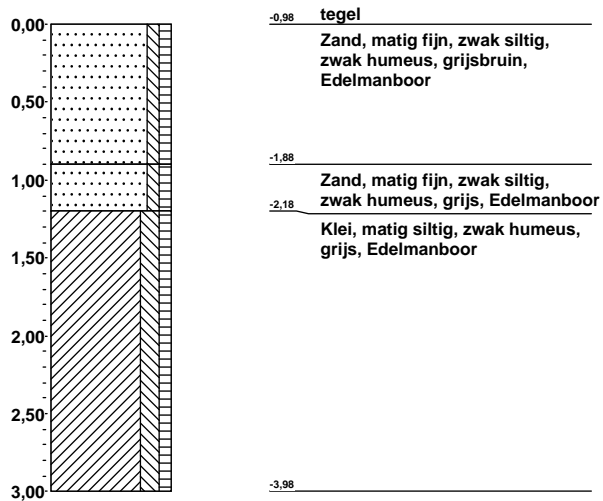 tegel
0,00
-0,98
Zand, matig fijn, zwak siltig,
zwak humeus, grijsbruin,
Edelmanboor
0,50
-1,88
1,00
Zand, matig fijn, zwak siltig,
zwak humeus, grijs, Edelmanboor
-2,18
Klei, matig siltig, zwak humeus,
grijs, Edelmanboor
1,50
2,00
2,50
3,00
-3,98